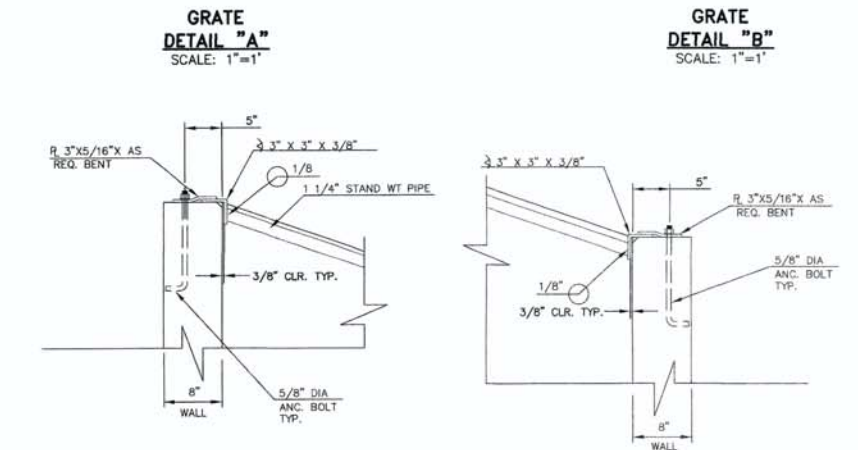 GRATE
DETAIL "A"
SCALE: 1"=1'
5"
℄ 3"X5/16"X AS
REQ. BENT
∠ 3" X 3" X 3/8"
1/8
1 1/4" STAND WT PIPE
3/8" CLR. TYP.
8"
WALL
5/8" DIA
ANC. BOLT
TYP.
GRATE
DETAIL "B"
SCALE: 1"=1'
∠ 3" X 3" X 3/8"
5"
℄ 3"X5/16"X AS
REQ. BENT
5/8" DIA
ANC. BOLT
TYP.
1/8"
3/8" CLR. TYP.
8"
WALL